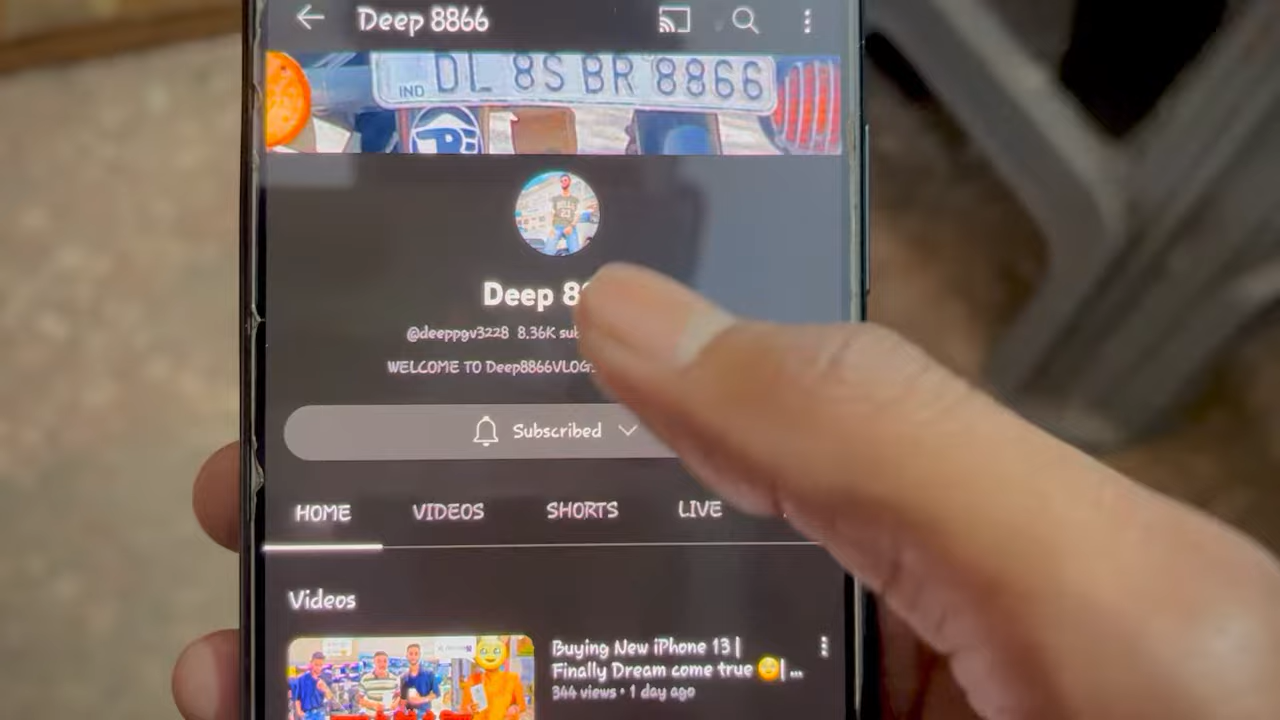 Deep 8866
IND DL 8S BR 8866
Deep 8
@deeppgv3228 8.36K sub
WELCOME TO Deep8866VLOG
Subscribed
HOME VIDEOS SHORTS LIVE
Videos
Buying New iPhone 13 |
Finally Dream come true 🥹| ...
344 views • 1 day ago